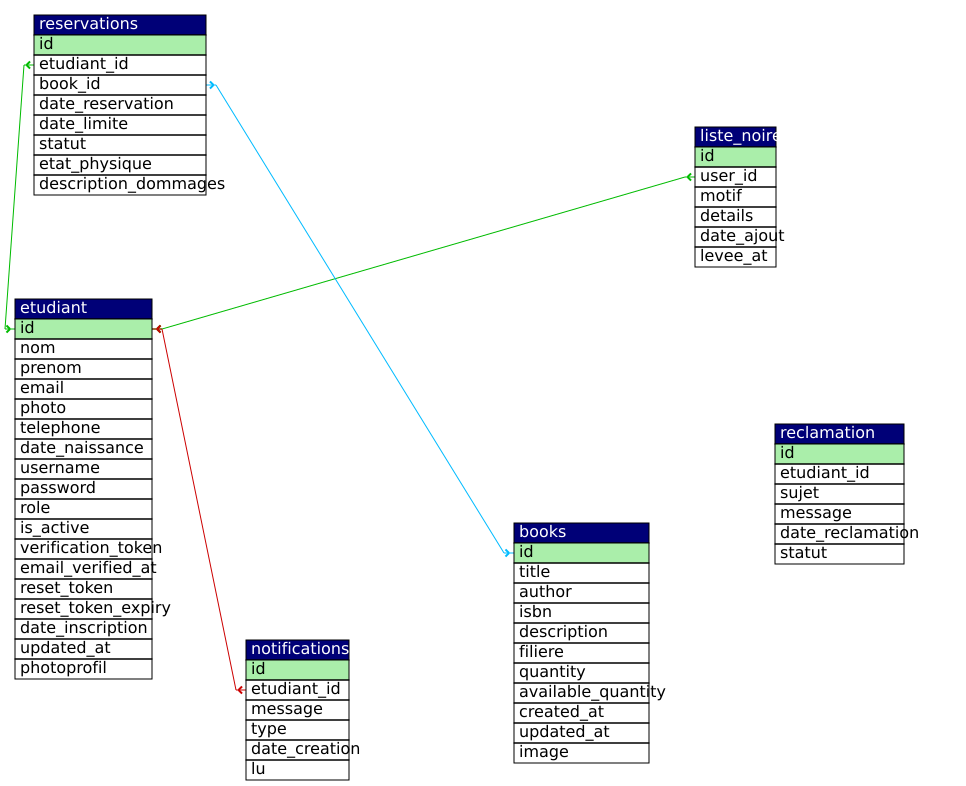 reservations
id
etudiant_id
book_id
date_reservation
date_limite
statut
etat_physique
description_dommages
liste_noire
id
user_id
motif
details
date_ajout
levee_at
etudiant
id
nom
prenom
email
photo
telephone
date_naissance
username
password
role
is_active
verification_token
email_verified_at
reset_token
reset_token_expiry
date_inscription
updated_at
photoprofil
reclamation
id
etudiant_id
sujet
message
date_reclamation
statut
books
id
title
author
isbn
description
filiere
quantity
available_quantity
created_at
updated_at
image
notifications
id
etudiant_id
message
type
date_creation
lu